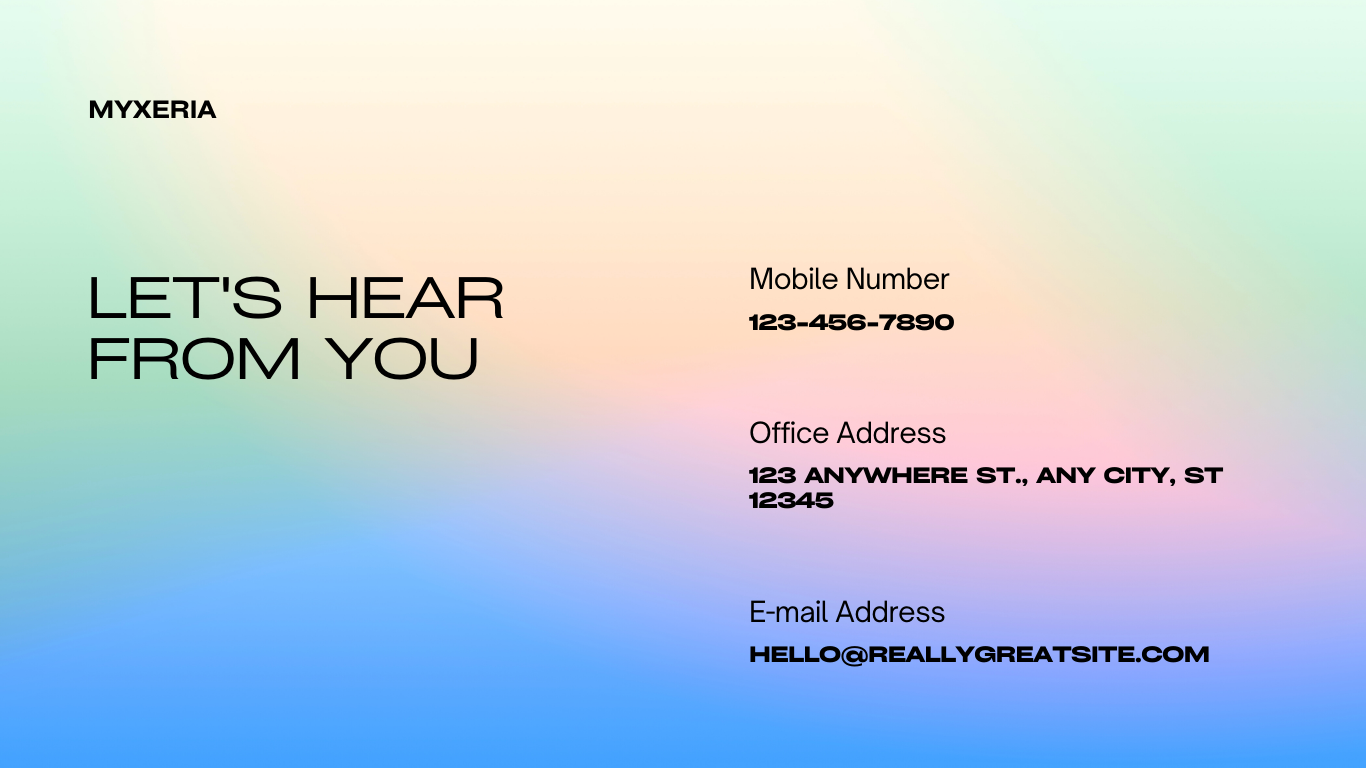 MYXERIA
LET'S HEAR
FROM YOU
Mobile Number
123-456-7890
Office Address
123 ANYWHERE ST., ANY CITY, ST
12345
E-mail Address
HELLO@REALLYGREATSITE.COM